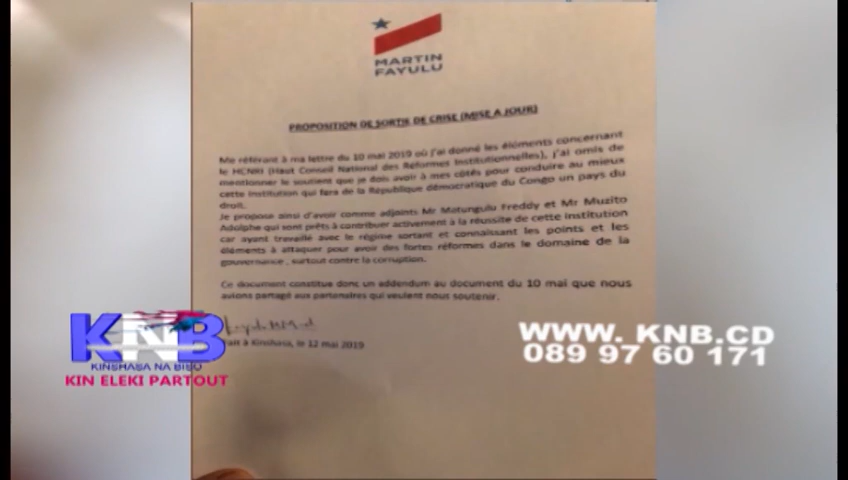 MARTIN
FAYULU
PROPOSITION DE SORTIE DE CRISE (MISE A JOUR)
Me référant à ma lettre du 10 mai 2019 où j'ai donné les éléments concernant
le HCNRI (Haut Conseil National des Réformes Institutionnelles), j'ai omis de
mentionner le soutient que je dois avoir à mes côtés pour conduire au mieux
cette institution qui fera de la République démocratique du Congo un pays du
droit.
Je propose ainsi d'avoir comme adjoints Mr Matungulu Freddy et Mr Muzito
Adolphe qui sont prêts à contribuer activement à la réussite de cette institution
car ayant travaillé avec le régime sortant et connaissant les points et les
éléments à attaquer pour avoir des fortes réformes dans le domaine de la
gouvernance, surtout contre la corruption.
Ce document constitue donc un addendum au document du 10 mai que nous
avions partagé aux partenaires qui veulent nous soutenir.
Fait à Kinshasa, le 12 mai 2019
KNB
KINSHASA NA BISO
KIN ELEKI PARTOUT
WWW. KNB.CD
089 97 60 171